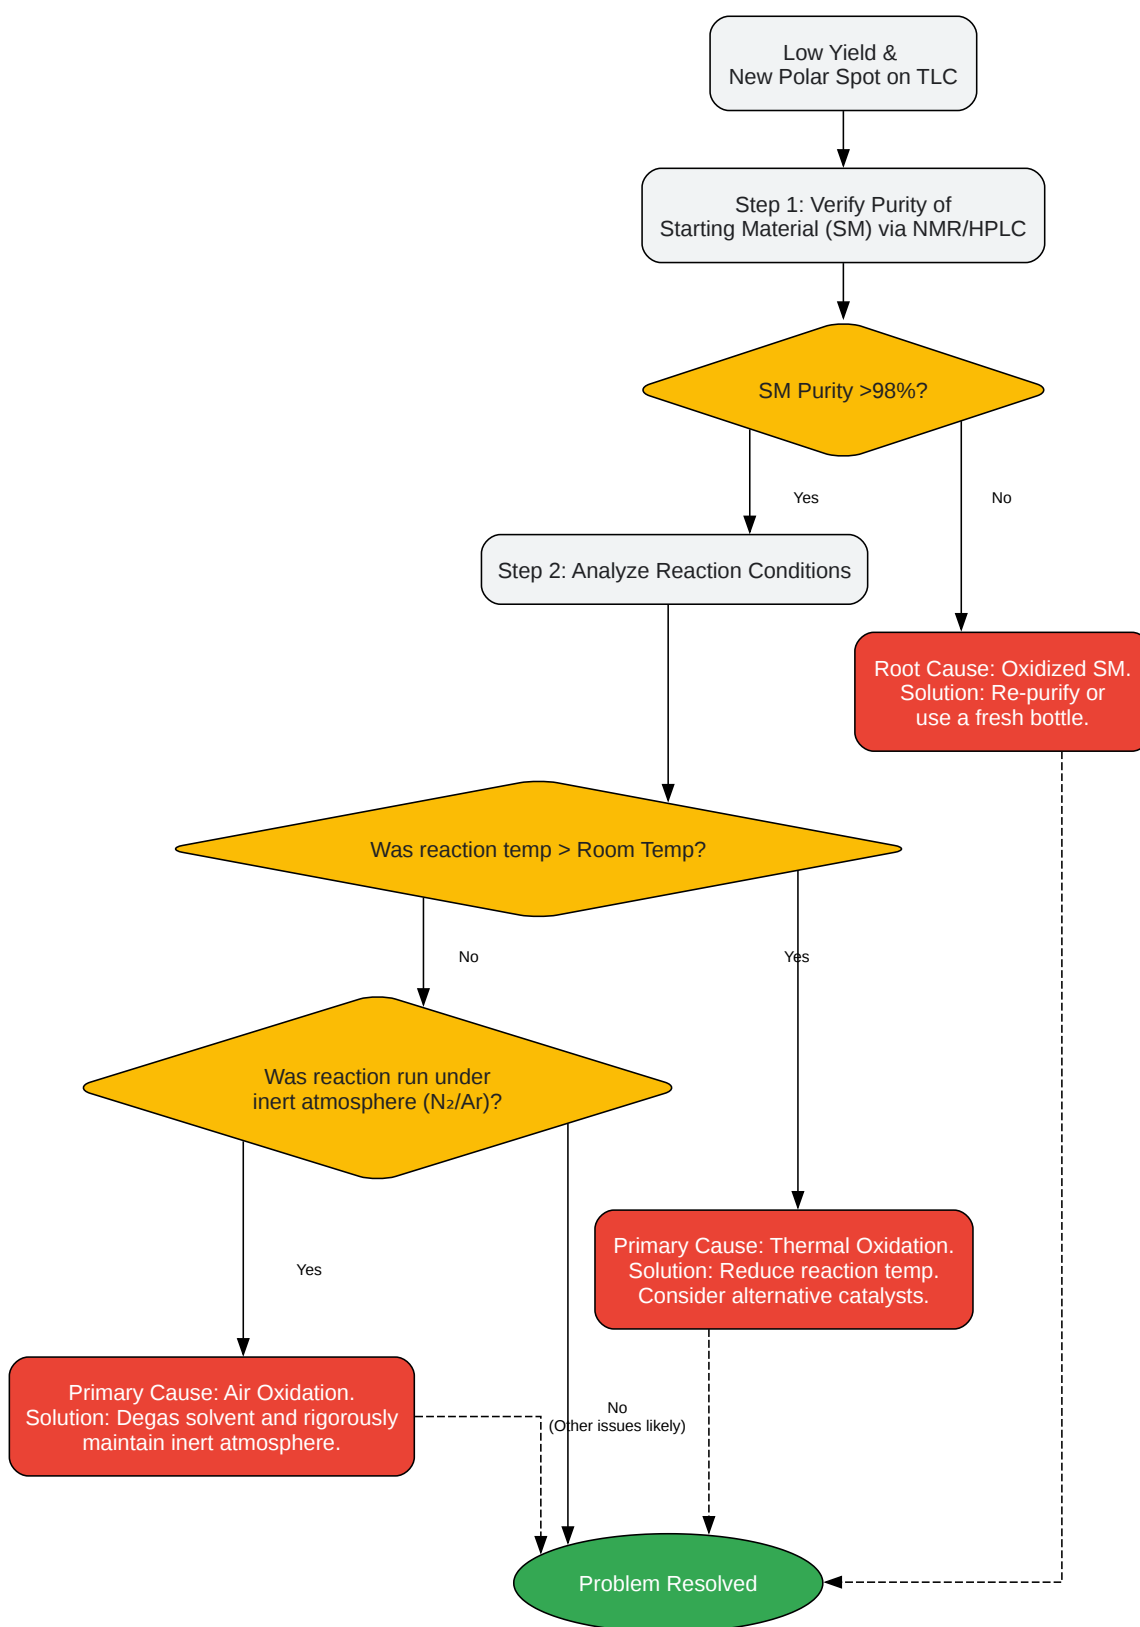 Low Yield &
New Polar Spot on TLC
Step 1: Verify Purity of
Starting Material (SM) via NMR/HPLC
SM Purity >98%?
Yes
No
Step 2: Analyze Reaction Conditions
Root Cause: Oxidized SM.
Solution: Re-purify or
use a fresh bottle.
Was reaction temp > Room Temp?
No
Yes
Was reaction run under
inert atmosphere (N₂/Ar)?
Primary Cause: Thermal Oxidation.
Solution: Reduce reaction temp.
Consider alternative catalysts.
Yes
Primary Cause: Air Oxidation.
Solution: Degas solvent and rigorously
maintain inert atmosphere.
No
(Other issues likely)
Problem Resolved